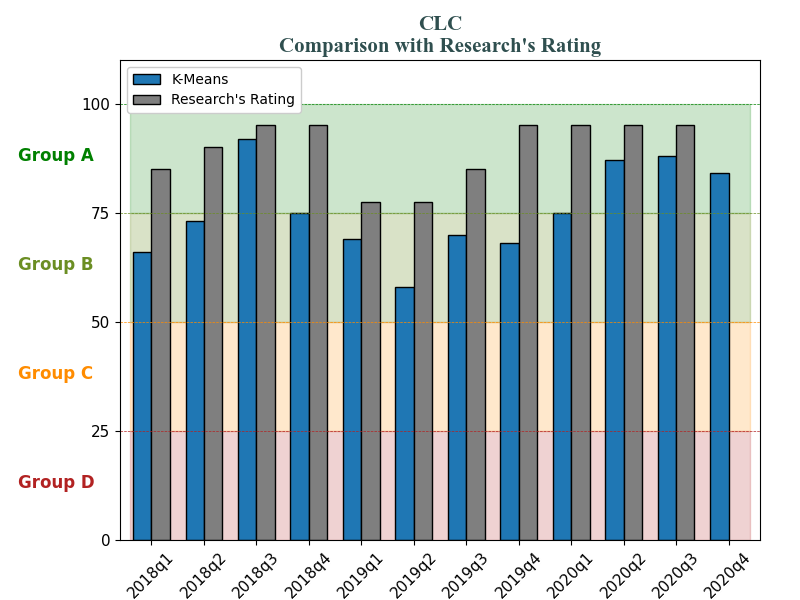 CLC
Comparison with Research's Rating
K-Means
Research's Rating
100
Group A
75
Group B
50
Group C
25
Group D
0
2018q1
2018q2
2018q3
2018q4
2019q1
2019q2
2019q3
2019q4
2020q1
2020q2
2020q3
2020q4